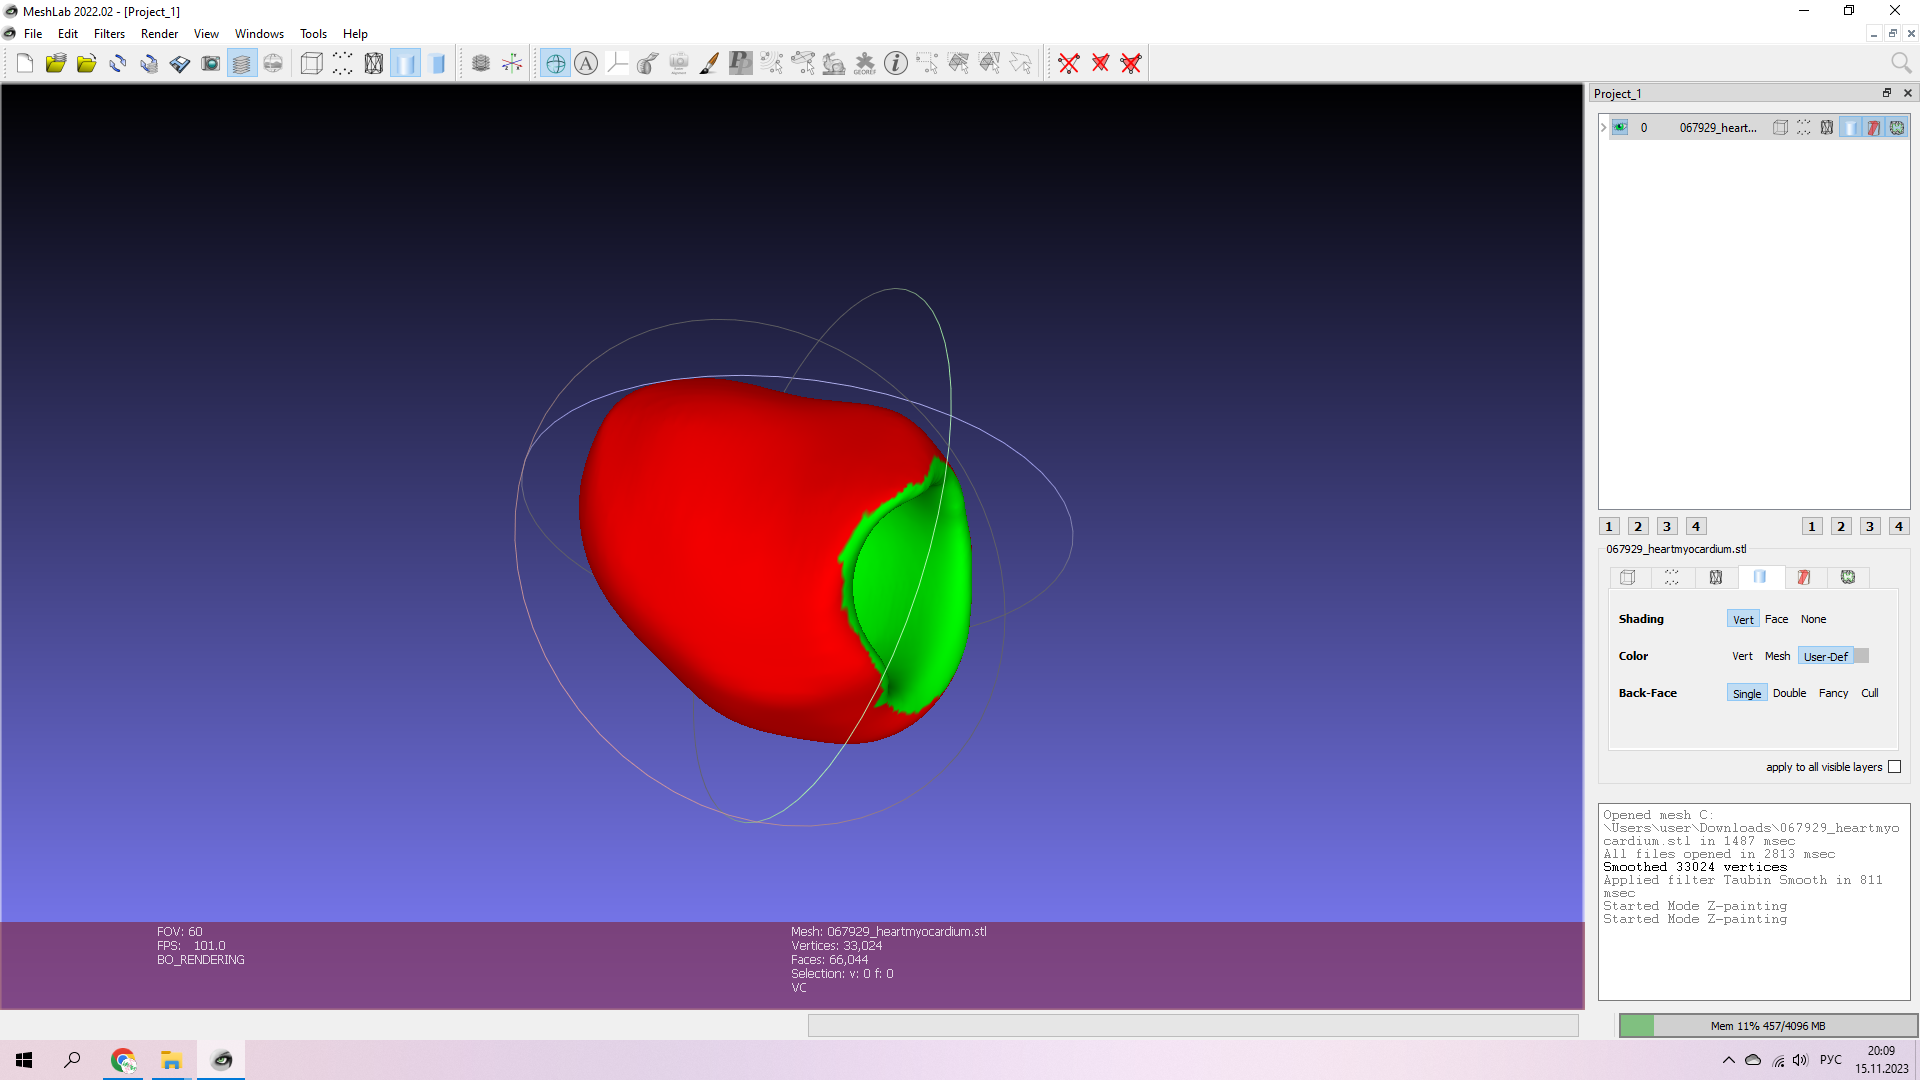 MeshLab 2022.02 - [Project_1]
File Edit Filters Render View Windows Tools Help
Project_1
0 067929_heart...
1 2 3 4 1 2 3 4
067929_heartmyocardium.stl
Shading Vert Face None
Color Vert Mesh User-Def
Back-Face Single Double Fancy Cull
apply to all visible layers
Opened mesh C:
\Users\user\Downloads\067929_heartmyo
cardium.stl in 1487 msec
All files opened in 2813 msec
Smoothed 33024 vertices
Applied filter Taubin Smooth in 811
msec
Started Mode Z-painting
Started Mode Z-painting
FOV: 60
FPS: 101.0
BO_RENDERING
Mesh: 067929_heartmyocardium.stl
Vertices: 33,024
Faces: 66,044
Selection: v: 0 f: 0
VC
Mem 11% 457/4096 MB
РУС
20:09
15.11.2023